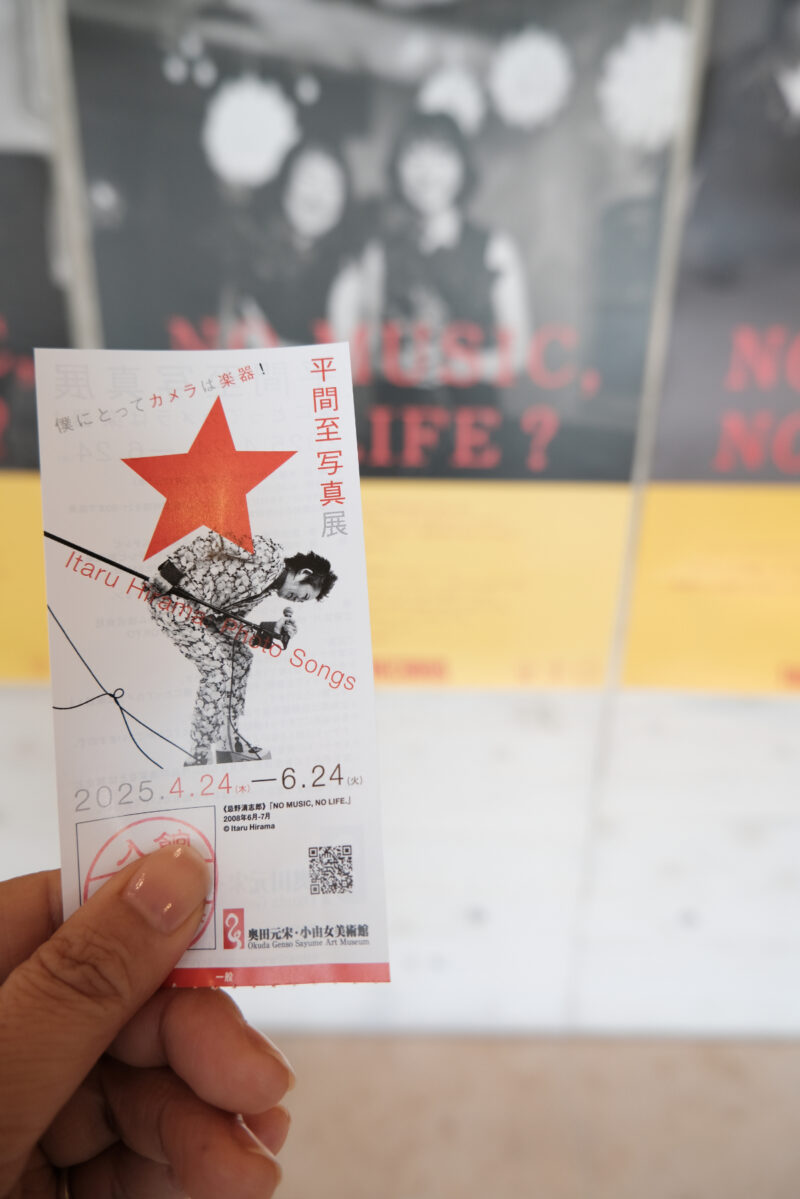 NO MUSIC,
NO LIFE?
NO
NO
僕にとってカメラは楽器!
平間至写真展
Itaru Hirama Photo Songs
2025.4.24(木)—6.24(火)
《忌野清志郎》「NO MUSIC, NO LIFE.」
2008年6月-7月
© Itaru Hirama
入館
奥田元宋・小由女美術館
Okuda Genso Sayume Art Museum
一般